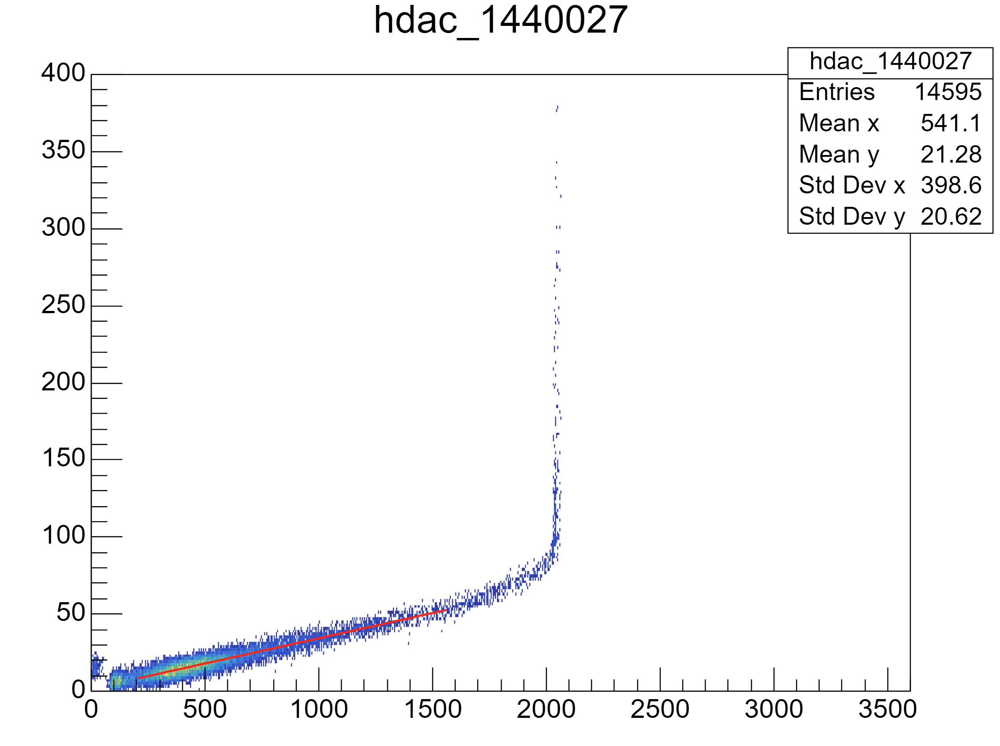 hdac_1440027
hdac_1440027
Entries 14595
Mean x 541.1
Mean y 21.28
Std Dev x 398.6
Std Dev y 20.62
400
350
300
250
200
150
100
50
0
0 500 1000 1500 2000 2500 3000 3500